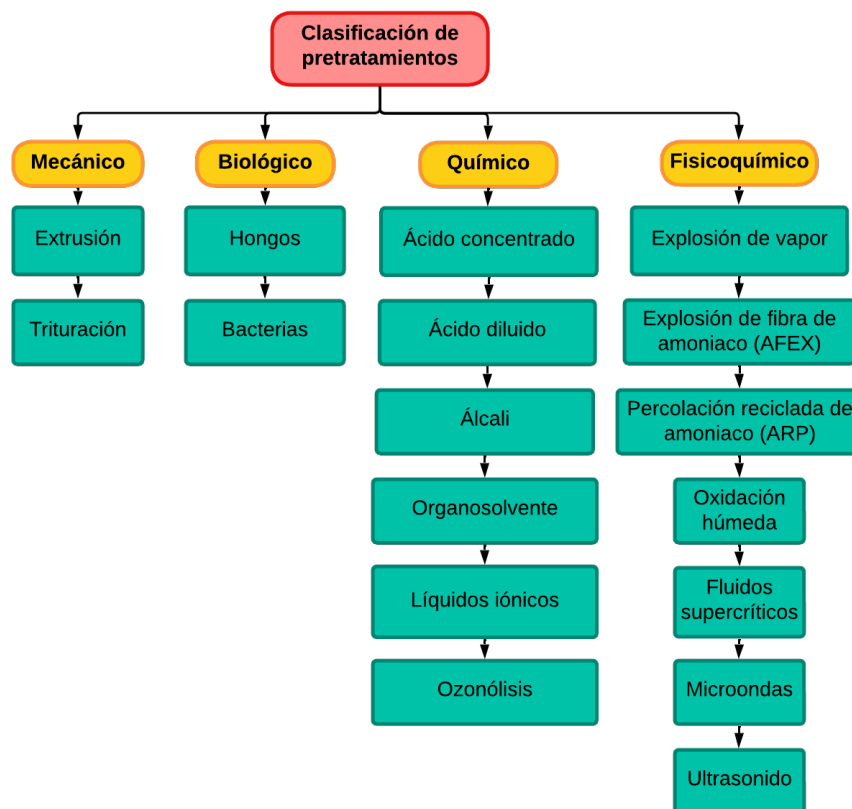 Clasificación de
pretratamientos
Mecánico
Biológico
Químico
Fisicoquímico
Extrusión
Trituración
Hongos
Bacterias
Ácido concentrado
Ácido diluido
Álcali
Organosolvente
Líquidos iónicos
Ozonólisis
Explosión de vapor
Explosión de fibra de
amoniaco (AFEX)
Percolación reciclada de
amoniaco (ARP)
Oxidación
húmeda
Fluidos
supercríticos
Microondas
Ultrasonido